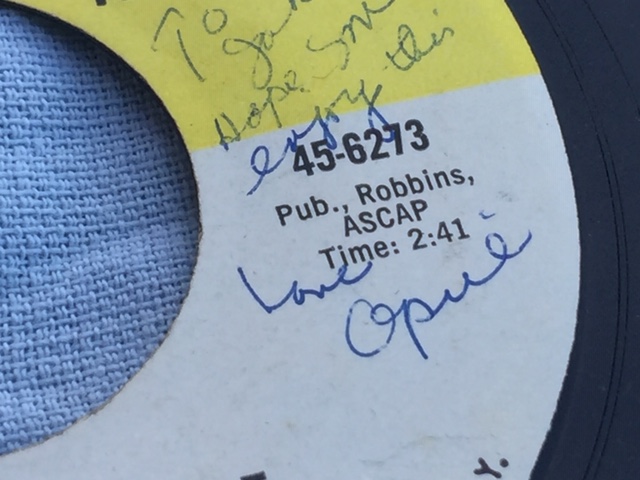 To
Hope
enjoy this
45-6273
Pub., Robbins,
ASCAP
Time: 2:41
Love
Opie
Y.